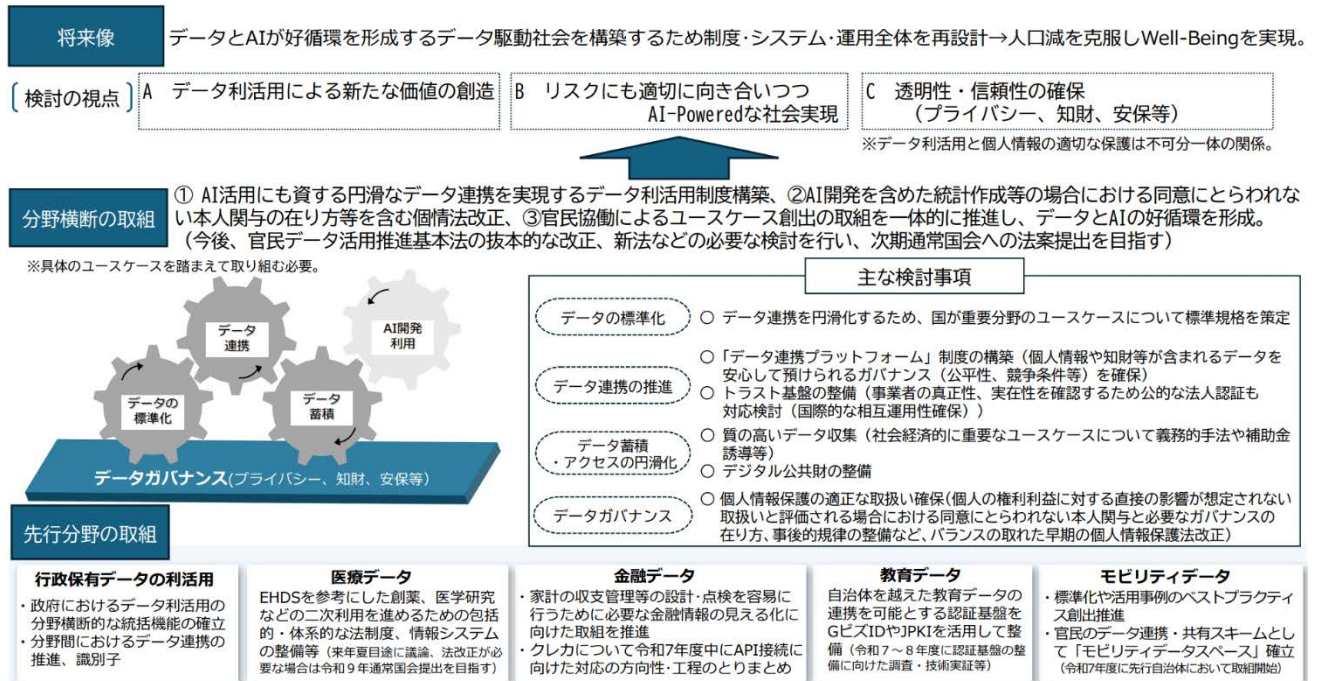 将来像
データとAIが好循環を形成するデータ駆動社会を構築するため制度・システム・運用全体を再設計→人口減を克服しWell-Beingを実現。
〔検討の視点〕
A データ利用による新たな価値の創造
B リスクにも適切に向き合いつつ
AI-Poweredな社会実現
C 透明性・信頼性の確保
（プライバシー、知財、安保等）
※データ利用と個人情報の適切な保護は不可分一体の関係。
分野横断の取組
① AI活用にも資する円滑なデータ連携を実現するデータ利活用制度構築、②AI開発を含めた統計作成等の場合における同意にとらわれな
い本人関与の在り方等を含む個情法改正、③官民協働によるユースケース創出の取組を一体的に推進し、データとAIの好循環を形成。
（今後、官民データ活用推進基本法の抜本的な改正、新法などの必要な検討を行い、次期通常国会への法案提出を目指す）
※具体のユースケースを踏まえて取り組む必要。
データ
連携
AI開発
利用
データの
標準化
データ
蓄積
データガバナンス(プライバシー、知財、安保等）
主な検討事項
データの標準化
○ データ連携を円滑化するため、国が重要分野のユースケースについて標準規格を策定
データ連携の推進
○ 「データ連携プラットフォーム」制度の構築（個人情報や知財等が含まれるデータを
安心して預けられるガバナンス（公平性、競争条件等）を確保）
○ トラスト基盤の整備（事業者の真正性、実在性を確認するため公的な法人認証も
対応検討（国際的な相互運用性確保））
データ蓄積
・アクセスの円滑化
○ 質の高いデータ収集（社会経済的に重要なユースケースについて義務的手法や補助金
誘導等）
○ デジタル公共財の整備
データガバナンス
○ 個人情報保護の適正な取扱い確保（個人の権利利益に対する直接の影響が想定されない
取扱いと評価される場合における同意にとらわれない本人関与と必要なガバナンスの
在り方、事後的規律の整備など、バランスの取れた早期の個人情報保護法改正）
先行分野の取組
行政保有データの利活用
・政府におけるデータ利活用の
分野横断的な統括機能の確立
・分野間におけるデータ連携の
推進、識別子
医療データ
EHDSを参考にした創薬、医学研究
などの二次利用を進めるための包括
的・体系的な法制度、情報システム
の整備等（来年夏目途に議論、法改正が必
要な場合は令和９年通常国会提出を目指す）
金融データ
・家計の収支管理等の設計・点検を容易に
行うために必要な金融情報の見える化に
向けた取組を推進
・クレカについて令和7年度中にAPI接続に
向けた対応の方向性・工程のとりまとめ
教育データ
自治体を越えた教育データの
連携を可能とする認証基盤を
GビズIDやJPKIを活用して整
備（令和７～８年度に認証基盤の整
備に向けた調査・技術実証等）
モビリティデータ
・標準化や活用事例のベストプラクティ
ス創出推進
・官民のデータ連携・共有スキームとし
て「モビリティデータスペース」確立
（令和7年度に先行自治体において取組開始）